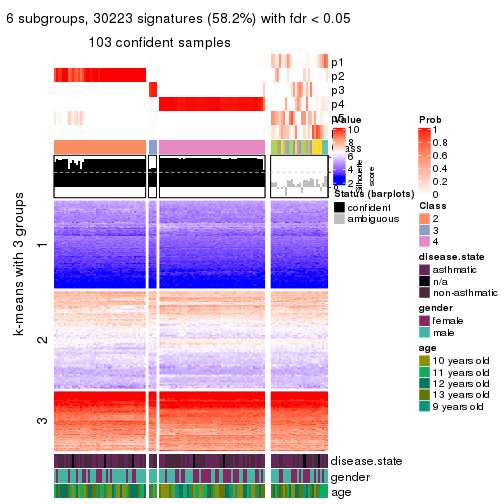 6 subgroups, 30223 signatures (58.2%) with fdr < 0.05
103 confident samples
p1
p2
p3
p4
p5
k-means with 3 groups
1
2
3
Value
10
8
6
4
2
0
silhouette
score
Status (barplots)
confident
ambiguous
Prob
1
0.8
0.6
0.4
0.2
0
Class
2
3
4
disease.state
asthmatic
n/a
non-asthmatic
gender
female
male
age
10 years old
11 years old
12 years old
13 years old
9 years old
disease.state
gender
age